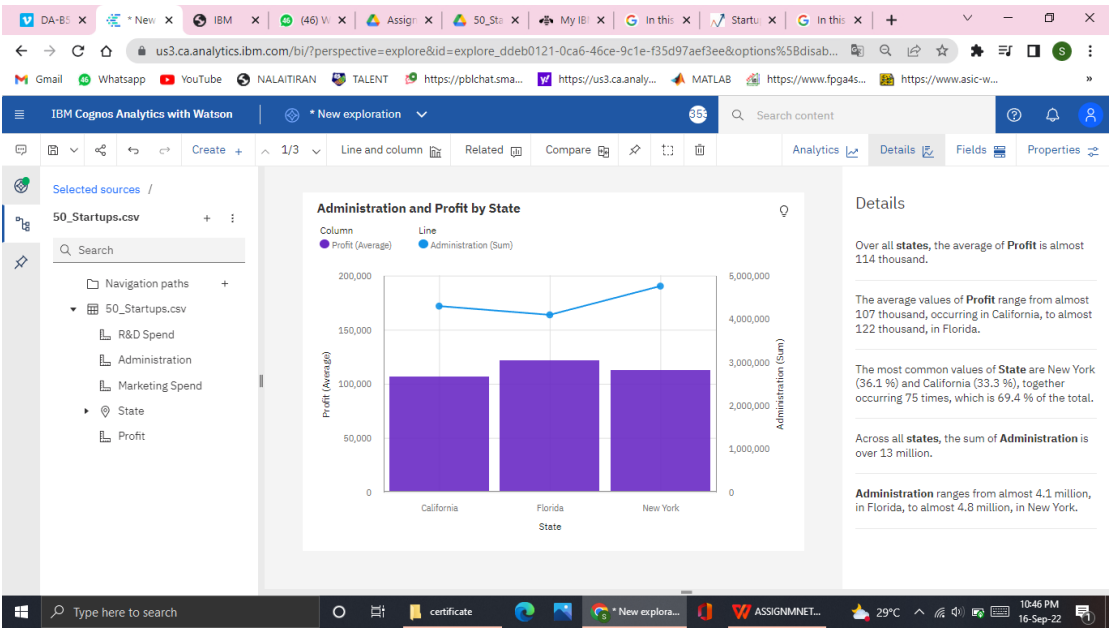 DA-B5
* New
IBM
(46) W
Assign
50_Sta
My IB
In this
Startu
In this
us3.ca.analytics.ibm.com/bi/?perspective=explore&id=explore_ddeb0121-0ca6-46ce-9c1e-f35d97aef3ee&options%5Bdisab...
S
Gmail
Whatsapp
YouTube
NALAITIRAN
TALENT
https://pblchat.sma...
https://us3.ca.analy...
MATLAB
https://www.fpga4s...
https://www.asic-w...
»
IBM Cognos Analytics with Watson
* New exploration
353
Search content
Create +
1/3
Line and column
Related
Compare
Analytics
Details
Fields
Properties
Selected sources /
50_Startups.csv
Search
Navigation paths
50_Startups.csv
R&D Spend
Administration
Marketing Spend
State
Profit
Administration and Profit by State
Column
Line
Profit (Average)
Administration (Sum)
200,000
150,000
100,000
50,000
0
Profit (Average)
5,000,000
4,000,000
3,000,000
2,000,000
1,000,000
0
Administration (Sum)
California
Florida
New York
State
Details
Over all states, the average of Profit is almost
114 thousand.
The average values of Profit range from almost
107 thousand, occurring in California, to almost
122 thousand, in Florida.
The most common values of State are New York
(36.1 %) and California (33.3 %), together
occurring 75 times, which is 69.4 % of the total.
Across all states, the sum of Administration is
over 13 million.
Administration ranges from almost 4.1 million,
in Florida, to almost 4.8 million, in New York.
Type here to search
certificate
* New explora...
ASSIGNMNET...
29°C
10:46 PM
16-Sep-22